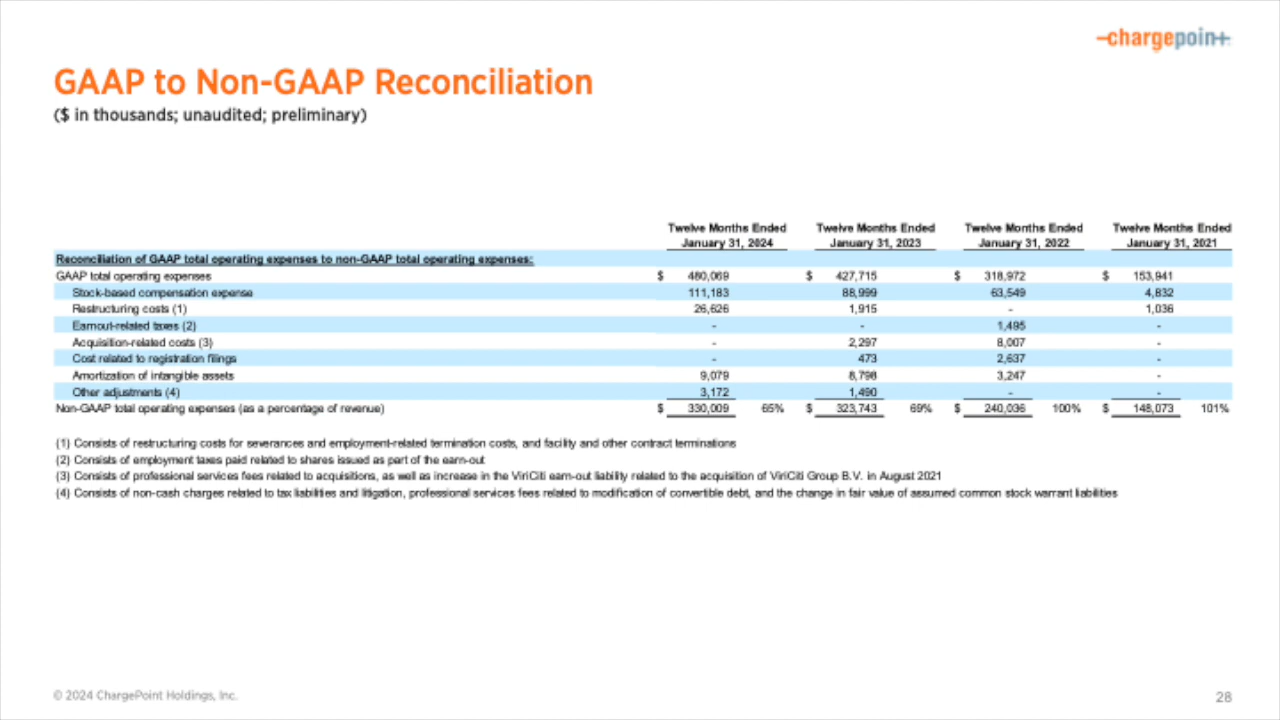 -chargepoin+
GAAP to Non-GAAP Reconciliation
($ in thousands; unaudited; preliminary)
Twelve Months Ended Twelve Months Ended Twelve Months Ended Twelve Months Ended
January 31, 2024 January 31, 2023 January 31, 2022 January 31, 2021
Reconciliation of GAAP total operating expenses to non-GAAP total operating expenses:
GAAP total operating expenses $ 480,069 $ 427,715 $ 318,972 $ 153,941
Stock-based compensation expense 111,183 88,999 63,549 4,832
Restructuring costs (1) 26,626 1,915 - 1,036
Earnout-related taxes (2) - - 1,495 -
Acquisition-related costs (3) - 2,297 8,007 -
Cost related to registration filings - 473 2,637 -
Amortization of intangible assets 9,079 8,798 3,247 -
Other adjustments (4) 3,172 1,490 - -
Non-GAAP total operating expenses (as a percentage of revenue) $ 330,009 65% $ 323,743 69% $ 240,036 100% $ 148,073 101%
(1) Consists of restructuring costs for severances and employment-related termination costs, and facility and other contract terminations
(2) Consists of employment taxes paid related to shares issued as part of the earn-out
(3) Consists of professional services fees related to acquisitions, as well as increase in the ViriCiti earn-out liability related to the acquisition of ViriCiti Group B.V. in August 2021
(4) Consists of non-cash charges related to tax liabilities and litigation, professional services fees related to modification of convertible debt, and the change in fair value of assumed common stock warrant liabilities
© 2024 ChargePoint Holdings, Inc.
28